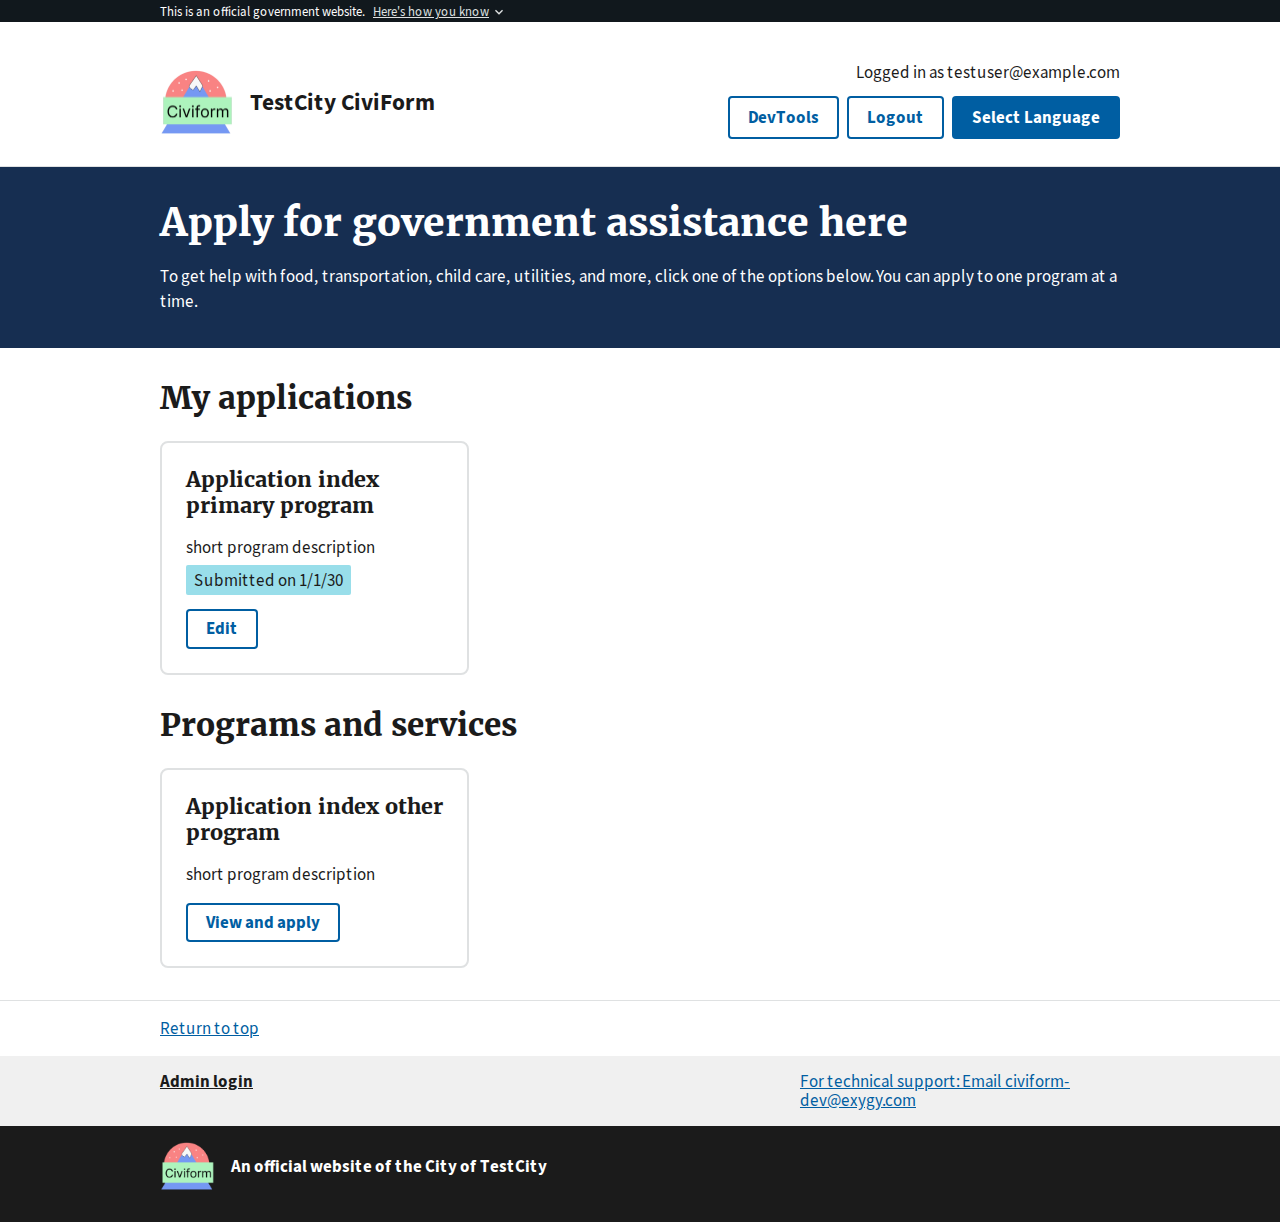 This is an official government website. Here's how you know
Logged in as testuser@example.com
Civiform
TestCity CiviForm
DevTools
Logout
Select Language
Apply for government assistance here
To get help with food, transportation, child care, utilities, and more, click one of the options below. You can apply to one program at a
time.
My applications
Application index
primary program
short program description
Submitted on 1/1/30
Edit
Programs and services
Application index other
program
short program description
View and apply
Return to top
Admin login
For technical support: Email civiform-
dev@exygy.com
Civiform
An official website of the City of TestCity